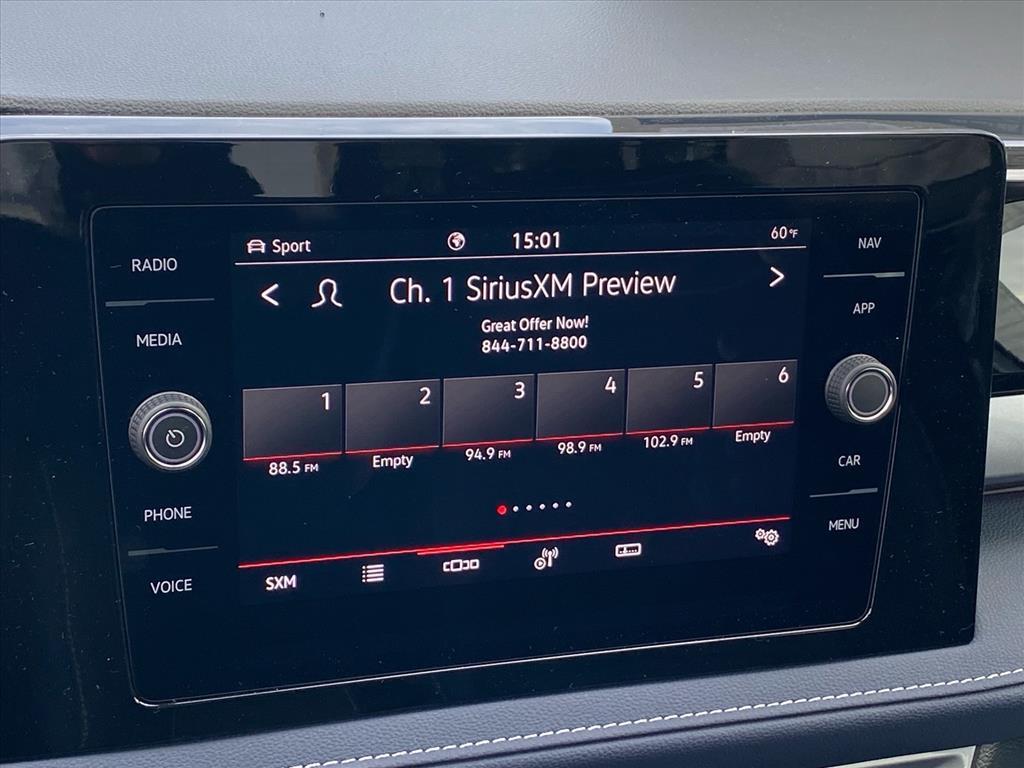 Sport 15:01 60°F
RADIO
MEDIA
PHONE
VOICE
Ch. 1 SiriusXM Preview
Great Offer Now!
844-711-8800
1 2 3 4 5 6
88.5 FM Empty 94.9 FM 98.9 FM 102.9 FM Empty
SXM
NAV
APP
CAR
MENU